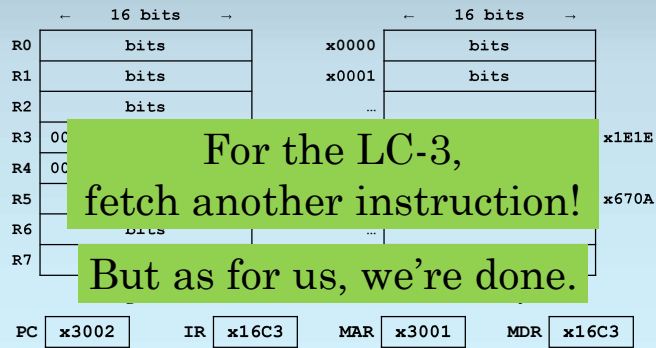 ← 16 bits → ← 16 bits →
R0 bits x0000 bits
R1 bits x0001 bits
R2 bits …
R3 00 x1E1E
R4 00
R5 x670A
R6 bits …
R7
For the LC-3,
fetch another instruction!
But as for us, we’re done.
PC x3002 IR x16C3 MAR x3001 MDR x16C3